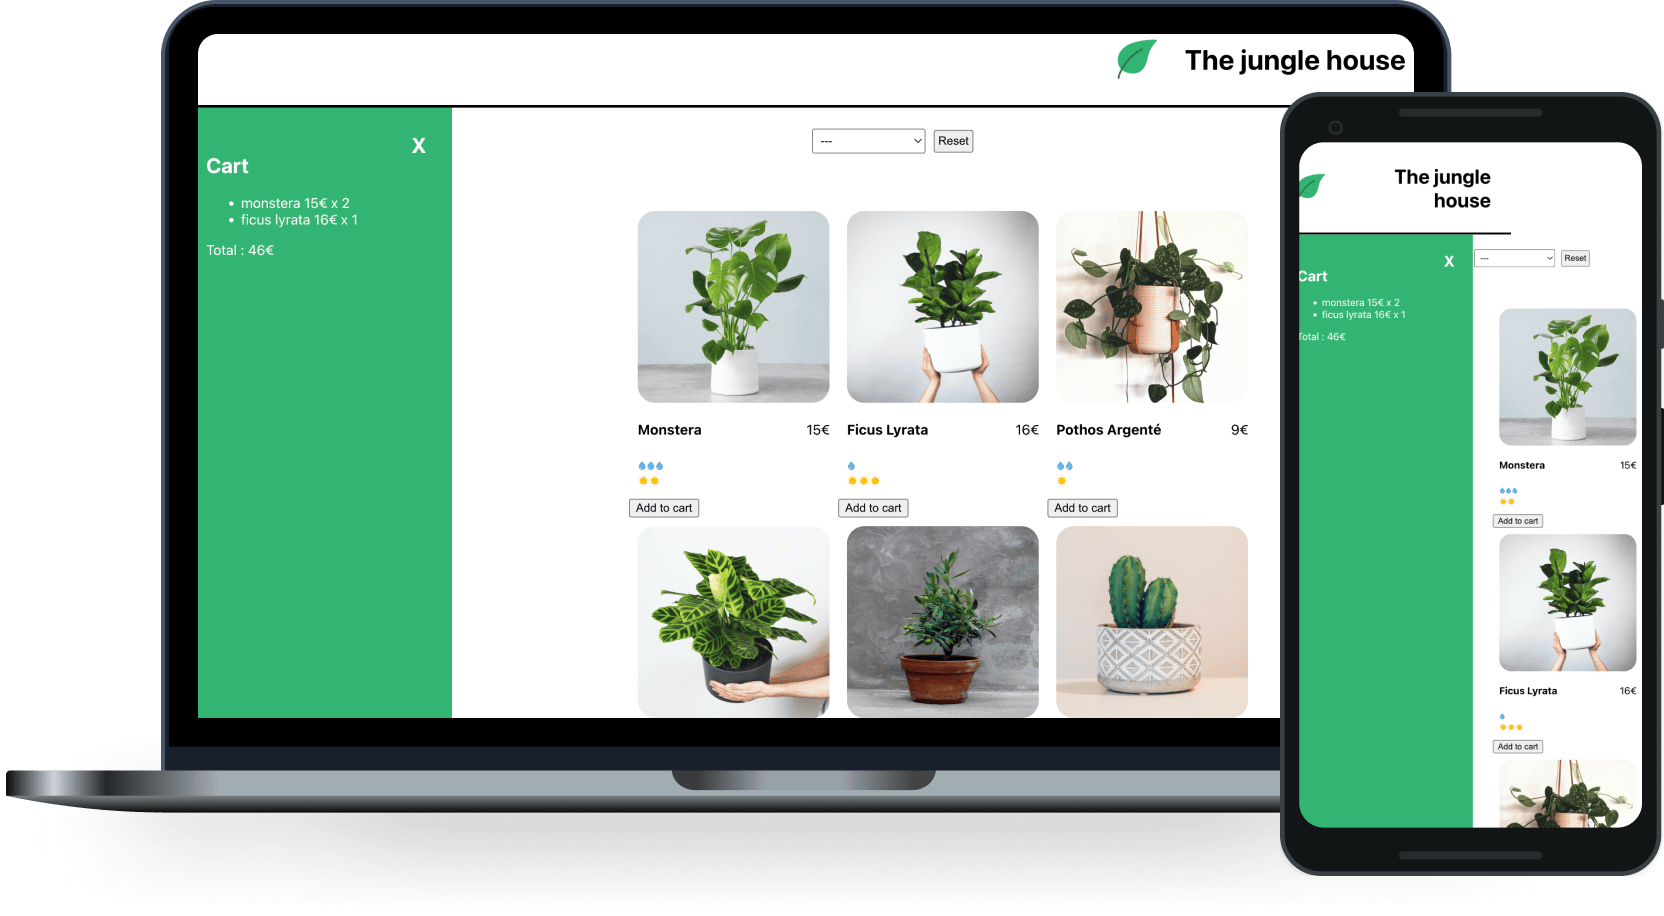 The jungle house
X
Cart
--- Reset
• monstera 15€ x 2
• ficus lyrata 16€ x 1
Total : 46€
Monstera 15€ Ficus Lyrata 16€ Pothos Argenté 9€
Add to cart Add to cart Add to cart
The jungle
house
X
--- Reset
Cart
• monstera 15€ x 2
• ficus lyrata 16€ x 1
Total : 46€
Monstera 15€
Add to cart
Ficus Lyrata 16€
Add to cart